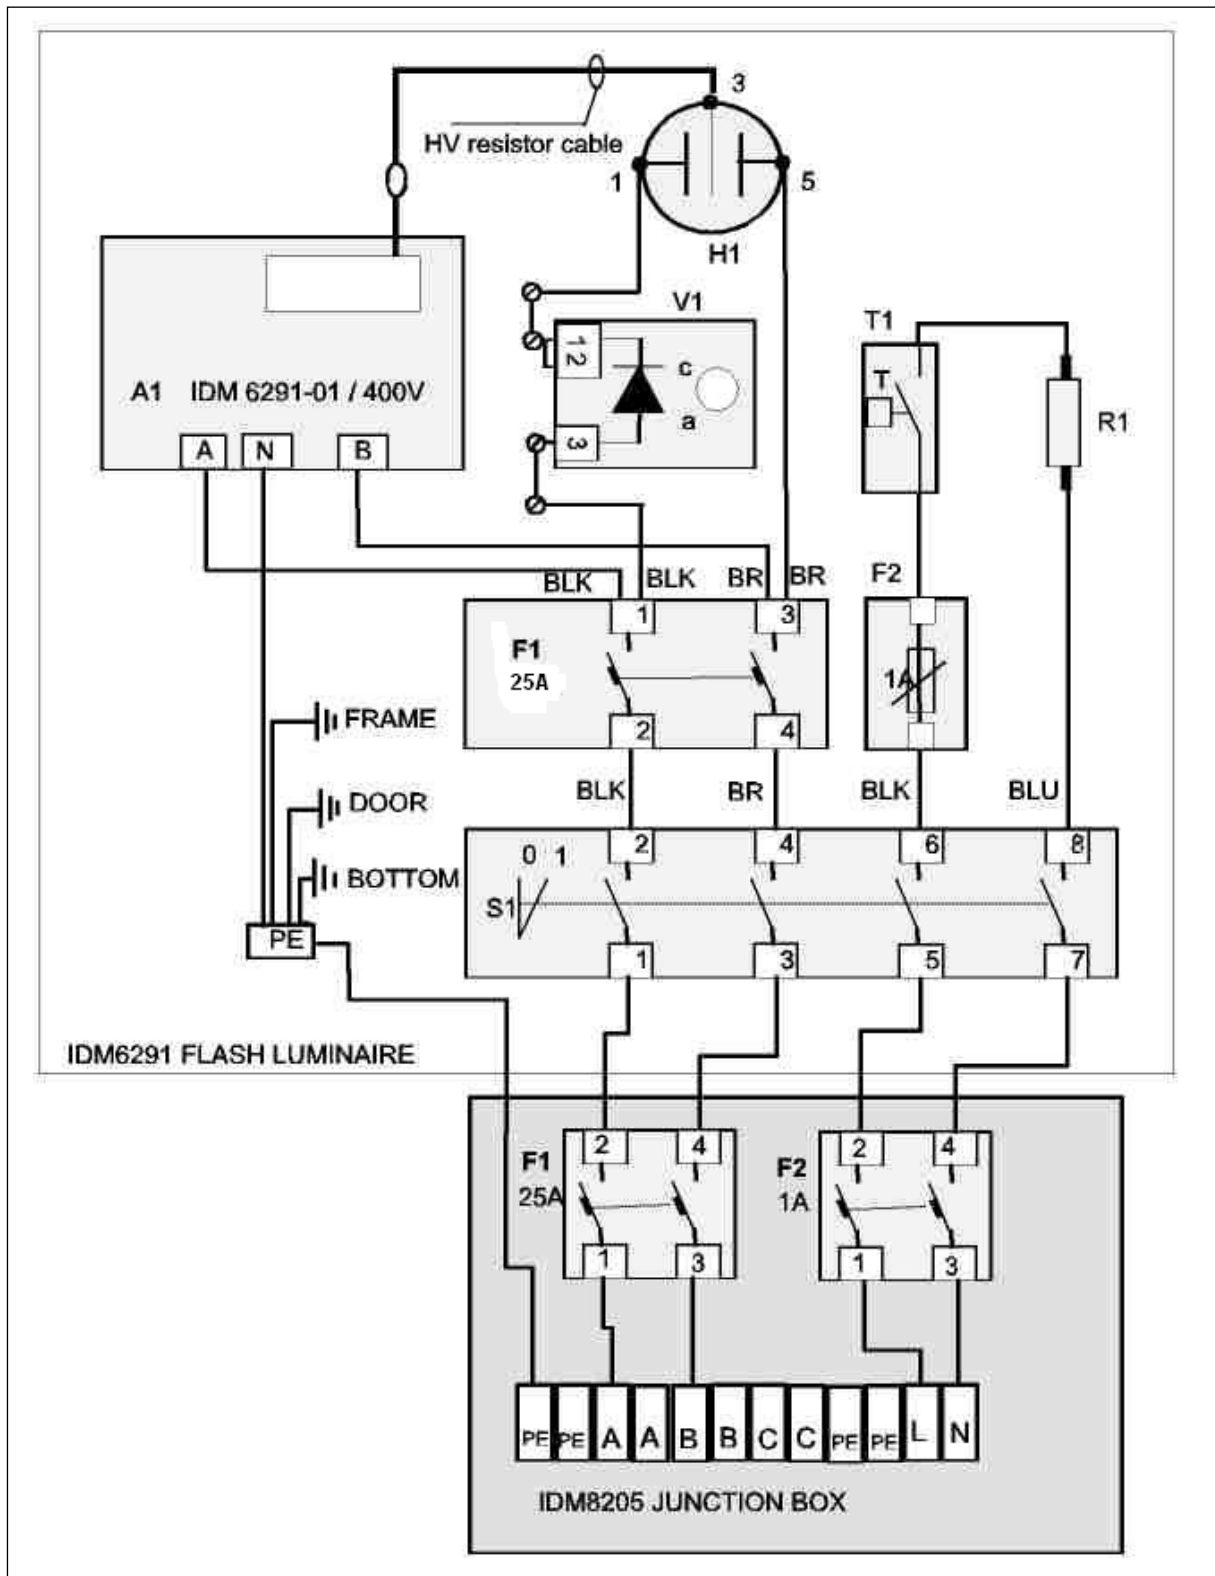 3
HV resistor cable
1
5
H1
V1
T1
1 2
c
T
A1 IDM 6291-01 / 400V
a
R1
A N B
3
BLK BLK BR BR
F2
1 3
F1
25A
1A
FRAME
2 4
BLK BR BLK BLU
DOOR
2 4 6 8
0 1
BOTTOM
S1
PE
1 3 5 7
IDM6291 FLASH LUMINAIRE
2 4 2 4
F1 F2
25A 1A
1 3 1 3
PE PE A A B B C C PE PE L N
IDM8205 JUNCTION BOX